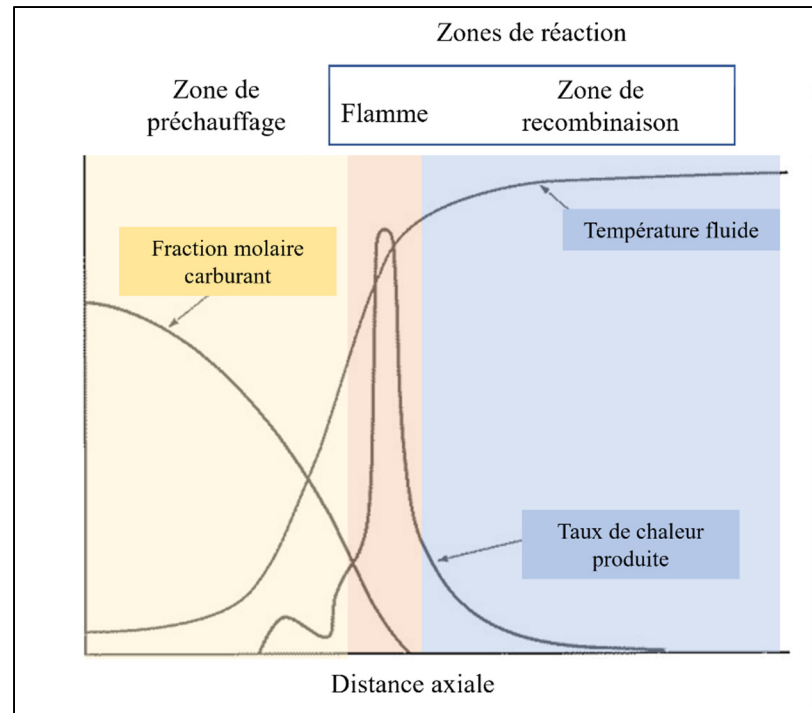 Zones de réaction
Zone de
préchauffage
Flamme
Zone de
recombinaison
Fraction molaire
carburant
Température fluide
Taux de chaleur
produite
Distance axiale